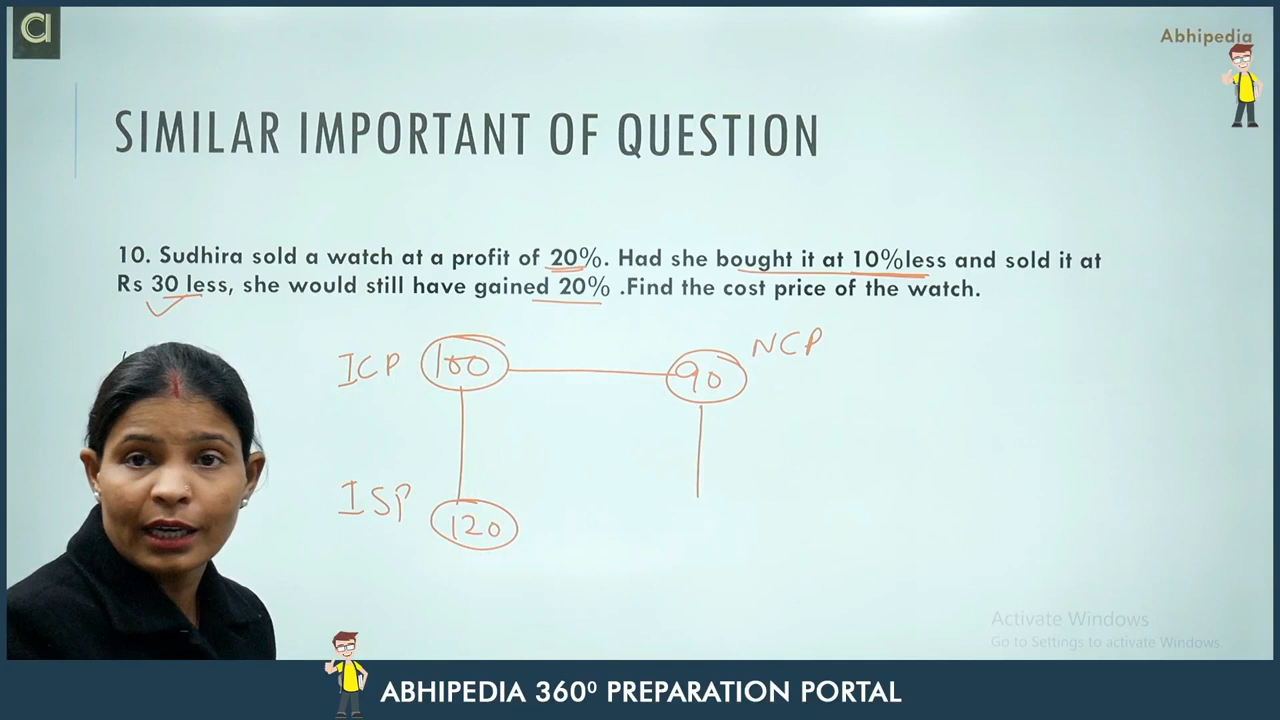 a
Abhipedia
SIMILAR IMPORTANT OF QUESTION
10. Sudhira sold a watch at a profit of 20%. Had she bought it at 10%less and sold it at
Rs 30 less, she would still have gained 20% .Find the cost price of the watch.
ICP 100 90 NCP
ISP 120
Activate Windows
Go to Settings to activate Windows.
ABHIPEDIA 360⁰ PREPARATION PORTAL